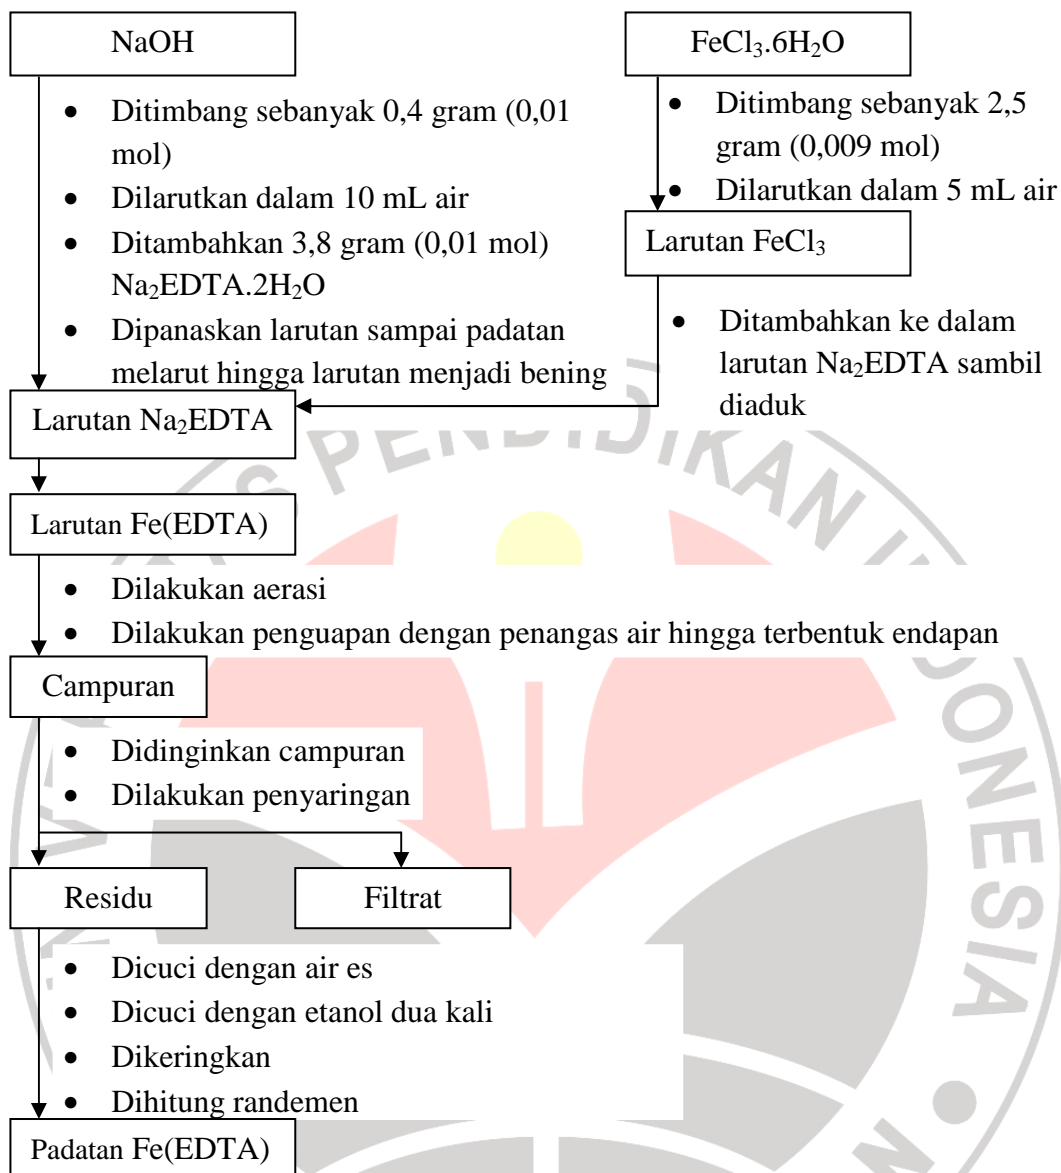 NaOH
• Ditimbang sebanyak 0,4 gram (0,01
mol)
• Dilarutkan dalam 10 mL air
• Ditambahkan 3,8 gram (0,01 mol)
Na₂EDTA.2H₂O
• Dipanaskan larutan sampai padatan
melarut hingga larutan menjadi bening
FeCl₃.6H₂O
• Ditimbang sebanyak 2,5
gram (0,009 mol)
• Dilarutkan dalam 5 mL air
Larutan FeCl₃
• Ditambahkan ke dalam
larutan Na₂EDTA sambil
diaduk
Larutan Na₂EDTA
Larutan Fe(EDTA)
• Dilakukan aerasi
• Dilakukan penguapan dengan penangas air hingga terbentuk endapan
Campuran
• Didinginkan campuran
• Dilakukan penyaringan
Residu
Filtrat
• Dicuci dengan air es
• Dicuci dengan etanol dua kali
• Dikeringkan
• Dihitung randemen
Padatan Fe(EDTA)
PENDIDIKAN